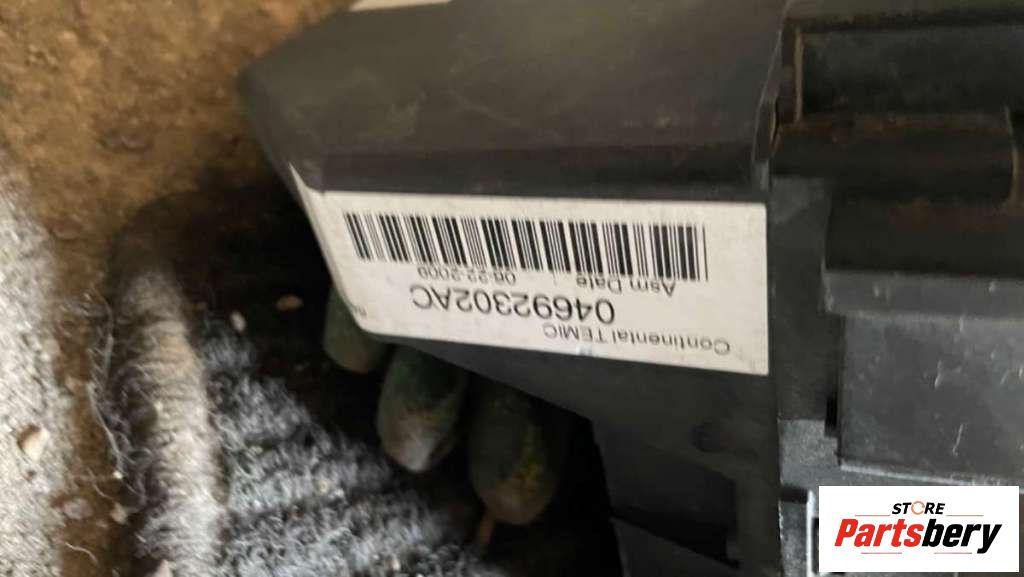 Continental TEMIC
04692302AC
Asm Date 06-22-2009
STORE
Partsbery